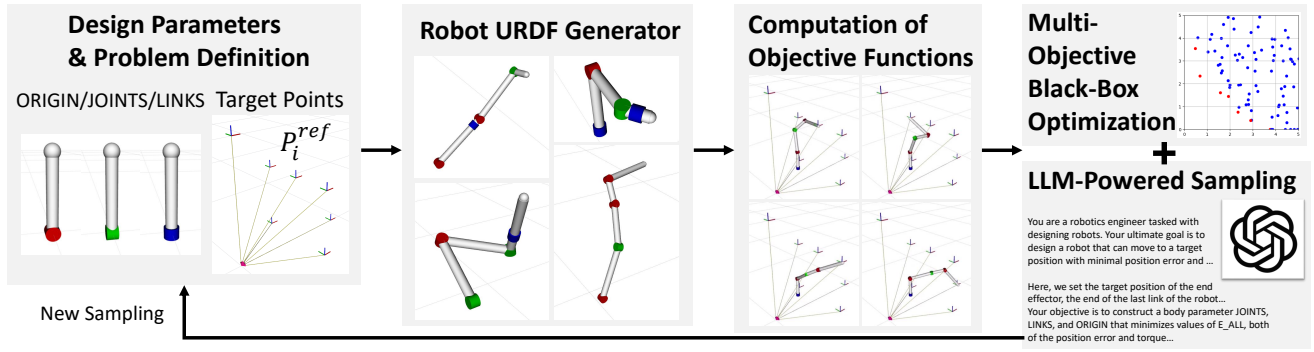 Design Parameters
& Problem Definition
ORIGIN/JOINTS/LINKS
Target Points
P_i^{ref}
New Sampling
Robot URDF Generator
Computation of
Objective Functions
Multi-
Objective
Black-Box
Optimization
+
LLM-Powered Sampling
You are a robotics engineer tasked with
designing robots. Your ultimate goal is to
design a robot that can move to a target
position with minimal position error and ...
Here, we set the target position of the end
effector, the end of the last link of the robot...
Your objective is to construct a body parameter JOINTS,
LINKS, and ORIGIN that minimizes values of E_ALL, both
of the position error and torque...